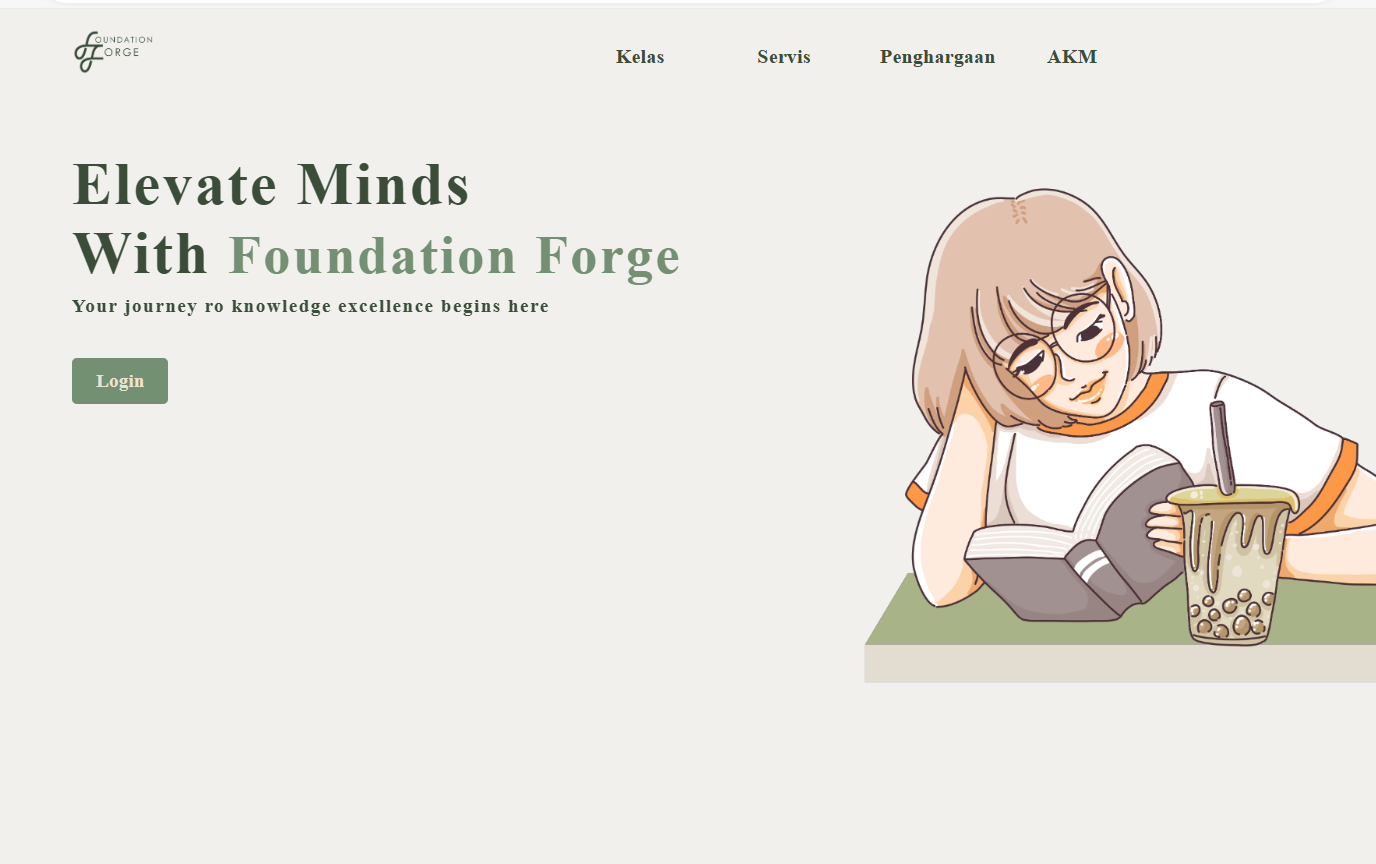 FOUNDATION
FORGE
Kelas Servis Penghargaan AKM
Elevate Minds
With Foundation Forge
Your journey ro knowledge excellence begins here
Login